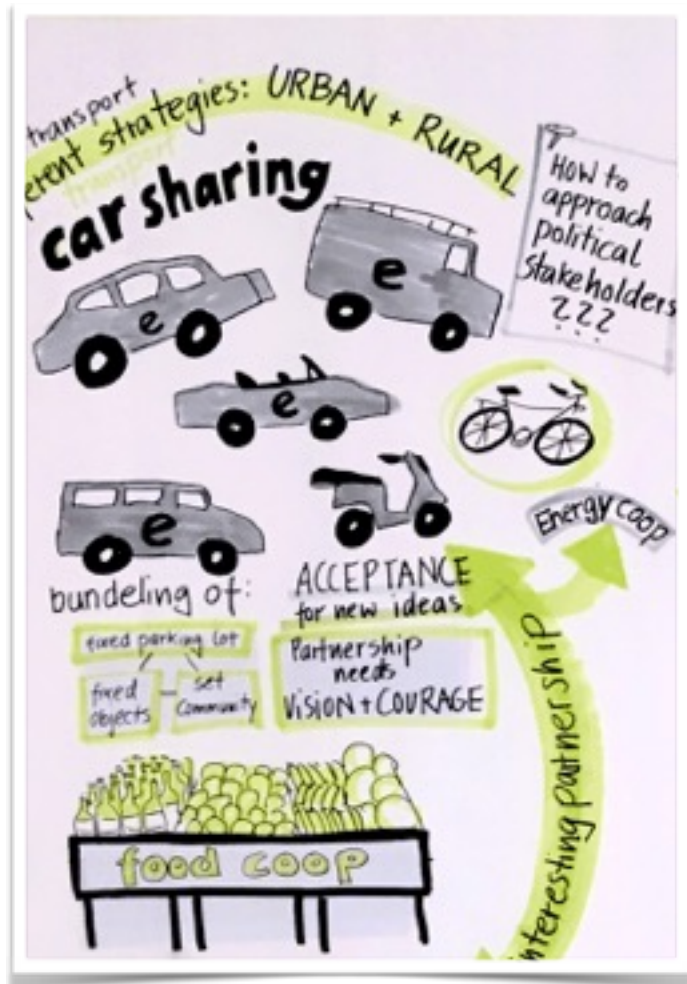 transport
erent strategies: URBAN + RURAL
transport
car sharing
HOW to
approach
political
stakeholders
???
e
e
e
e
Energy coop
bundeling of:
fixed parking lot
fixed
objects
set
community
ACCEPTANCE
for new ideas
Partnership
needs
VISION + COURAGE
interesting partnership
food coop